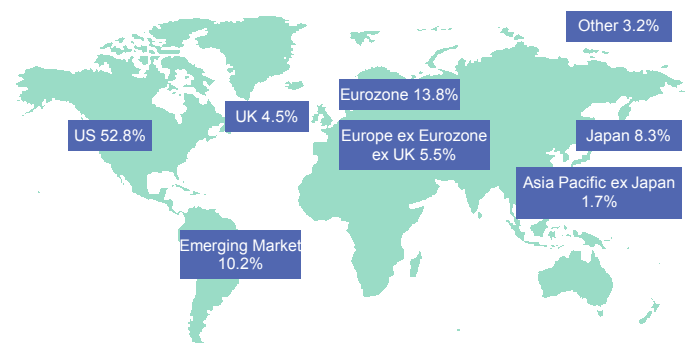 Other 3.2%
Eurozone 13.8%
UK 4.5%
US 52.8%
Europe ex Eurozone
ex UK 5.5%
Japan 8.3%
Asia Pacific ex Japan
1.7%
Emerging Market
10.2%